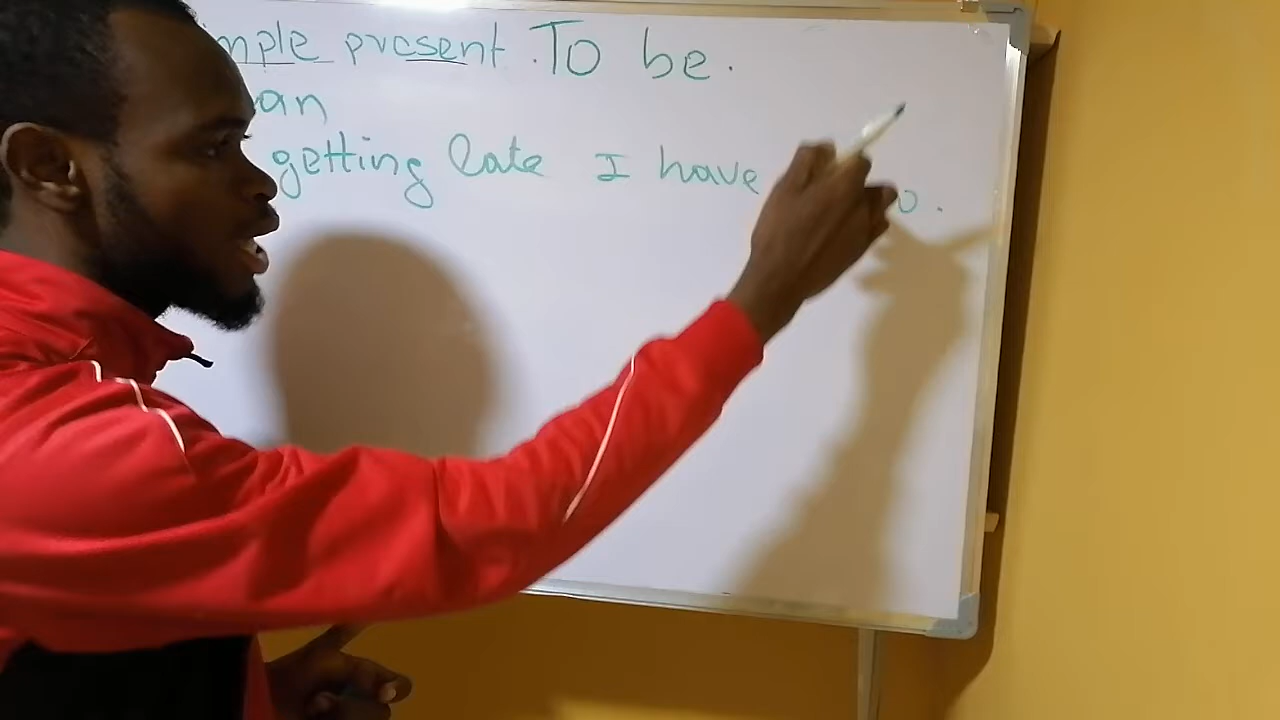 mple present . To be .
an
getting late I have o .